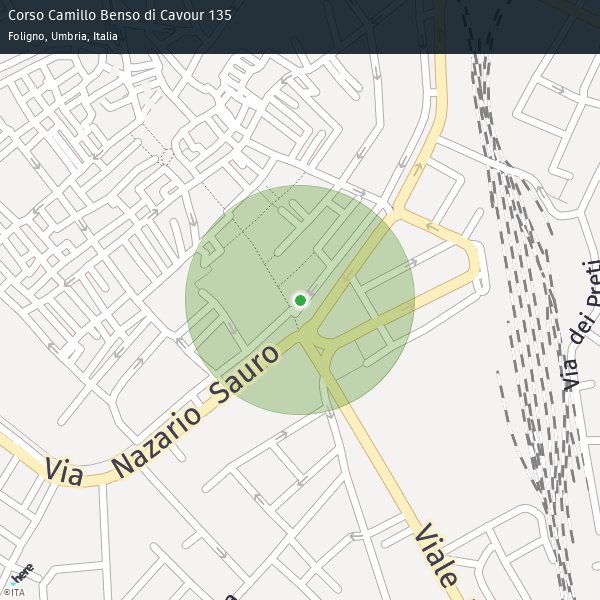 Corso Camillo Benso di Cavour 135
Foligno, Umbria, Italia
Via dei Preti
Via Nazario Sauro
Viale
here
©ITA